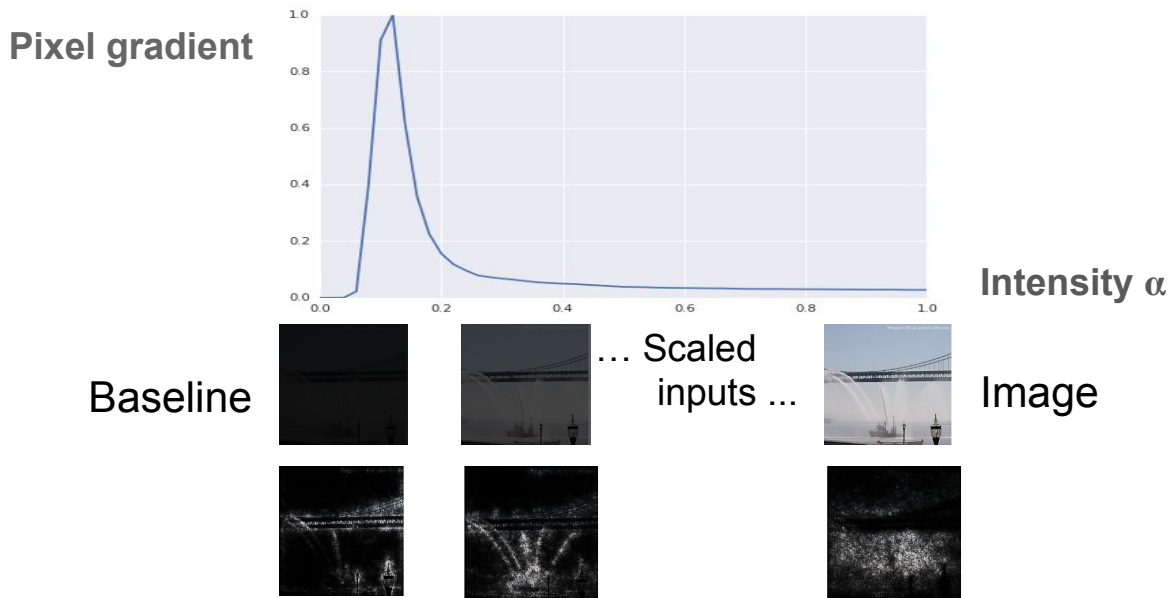 Pixel gradient
1.0
0.8
0.6
0.4
0.2
0.0
0.0 0.2 0.4 0.6 0.8 1.0
Intensity α
Baseline
... Scaled
inputs ...
Image